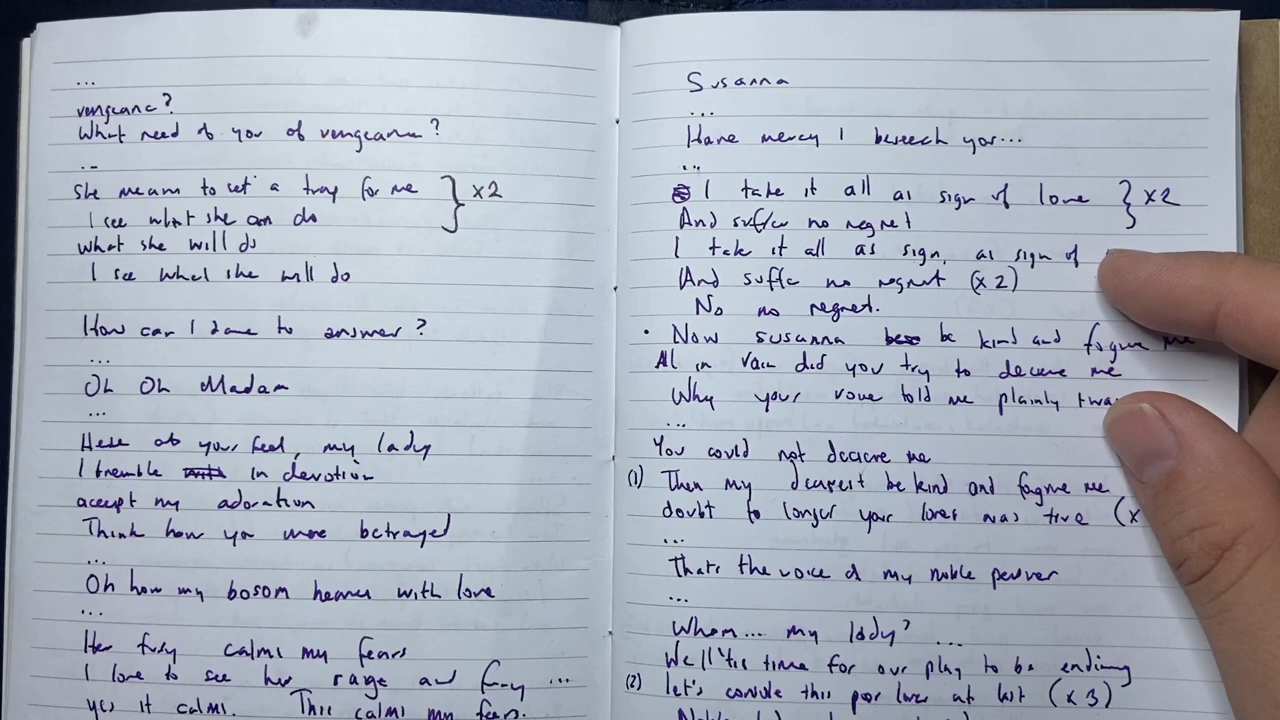 ...
vengeanc?
What need of you of vengeance?
...
She means to set a trap for me } x2
I see what she can do
What she will do
I see what she will do
How can I dare to answer?
...
Oh Oh Madam
...
Here at your feet, my lady
I tremble in devotion
accept my adoration
Think how you were betrayed
...
Oh how my bosom heaves with love
...
Her fury calms my fears
I love to see her range and fury ...
yes it calms. This calms my fears.
Susanna
...
Have mercy I beseech you...
...
I take it all as sign of love } x2
And suffer no regret
I take it all as sign, as sign of
And suffer no regret (x2)
No no regret.
• Now susanna be kind and forgive me
All in vain did you try to deceive me
Why your voice told me plainly twas
...
You could not deceive me
(1) Then my dearest be kind and forgive me
doubt no longer your lover was true (x
...
Thats the voice of my
...
Whom... my lady? ...
We'll 'tis time for our play to be ending
(2) let's console this poor lover at last (x3)